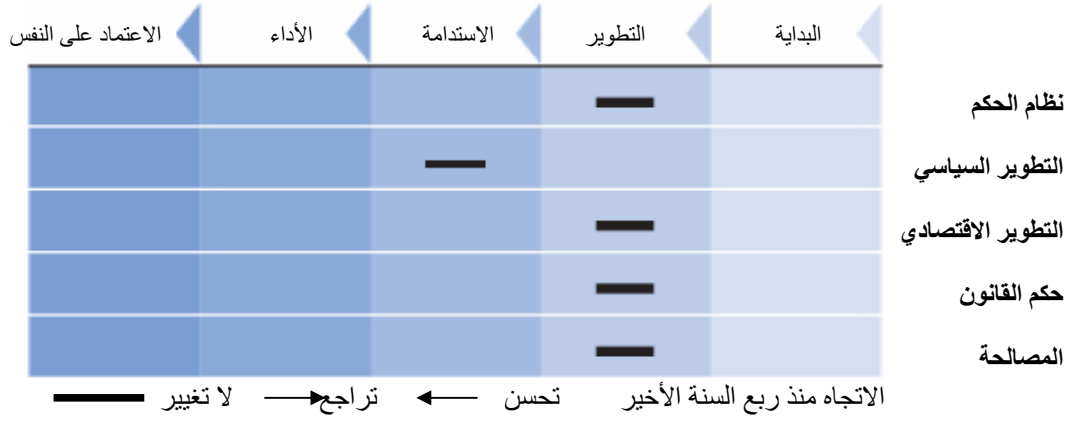 البداية التطوير الاستدامة الأداء الاعتماد على النفس
نظام الحكم
التطوير السياسي
التطوير الاقتصادي
حكم القانون
المصالحة
الاتجاه منذ ربع السنة الأخير تحسن تراجع لا تغيير